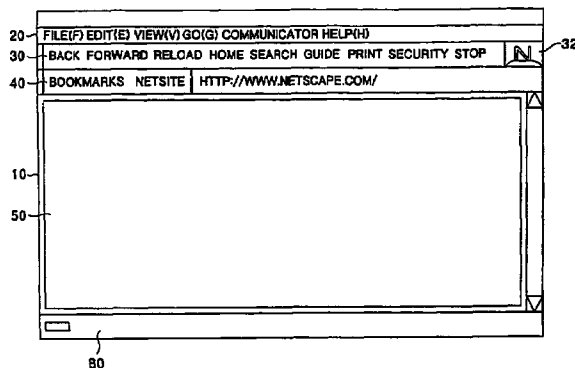 20 FILE(F) EDIT(E) VIEW(V) GO(G) COMMUNICATOR HELP(H)
30 BACK FORWARD RELOAD HOME SEARCH GUIDE PRINT SECURITY STOP N 32
40 BOOKMARKS NETSITE HTTP://WWW.NETSCAPE.COM/
10
50
80